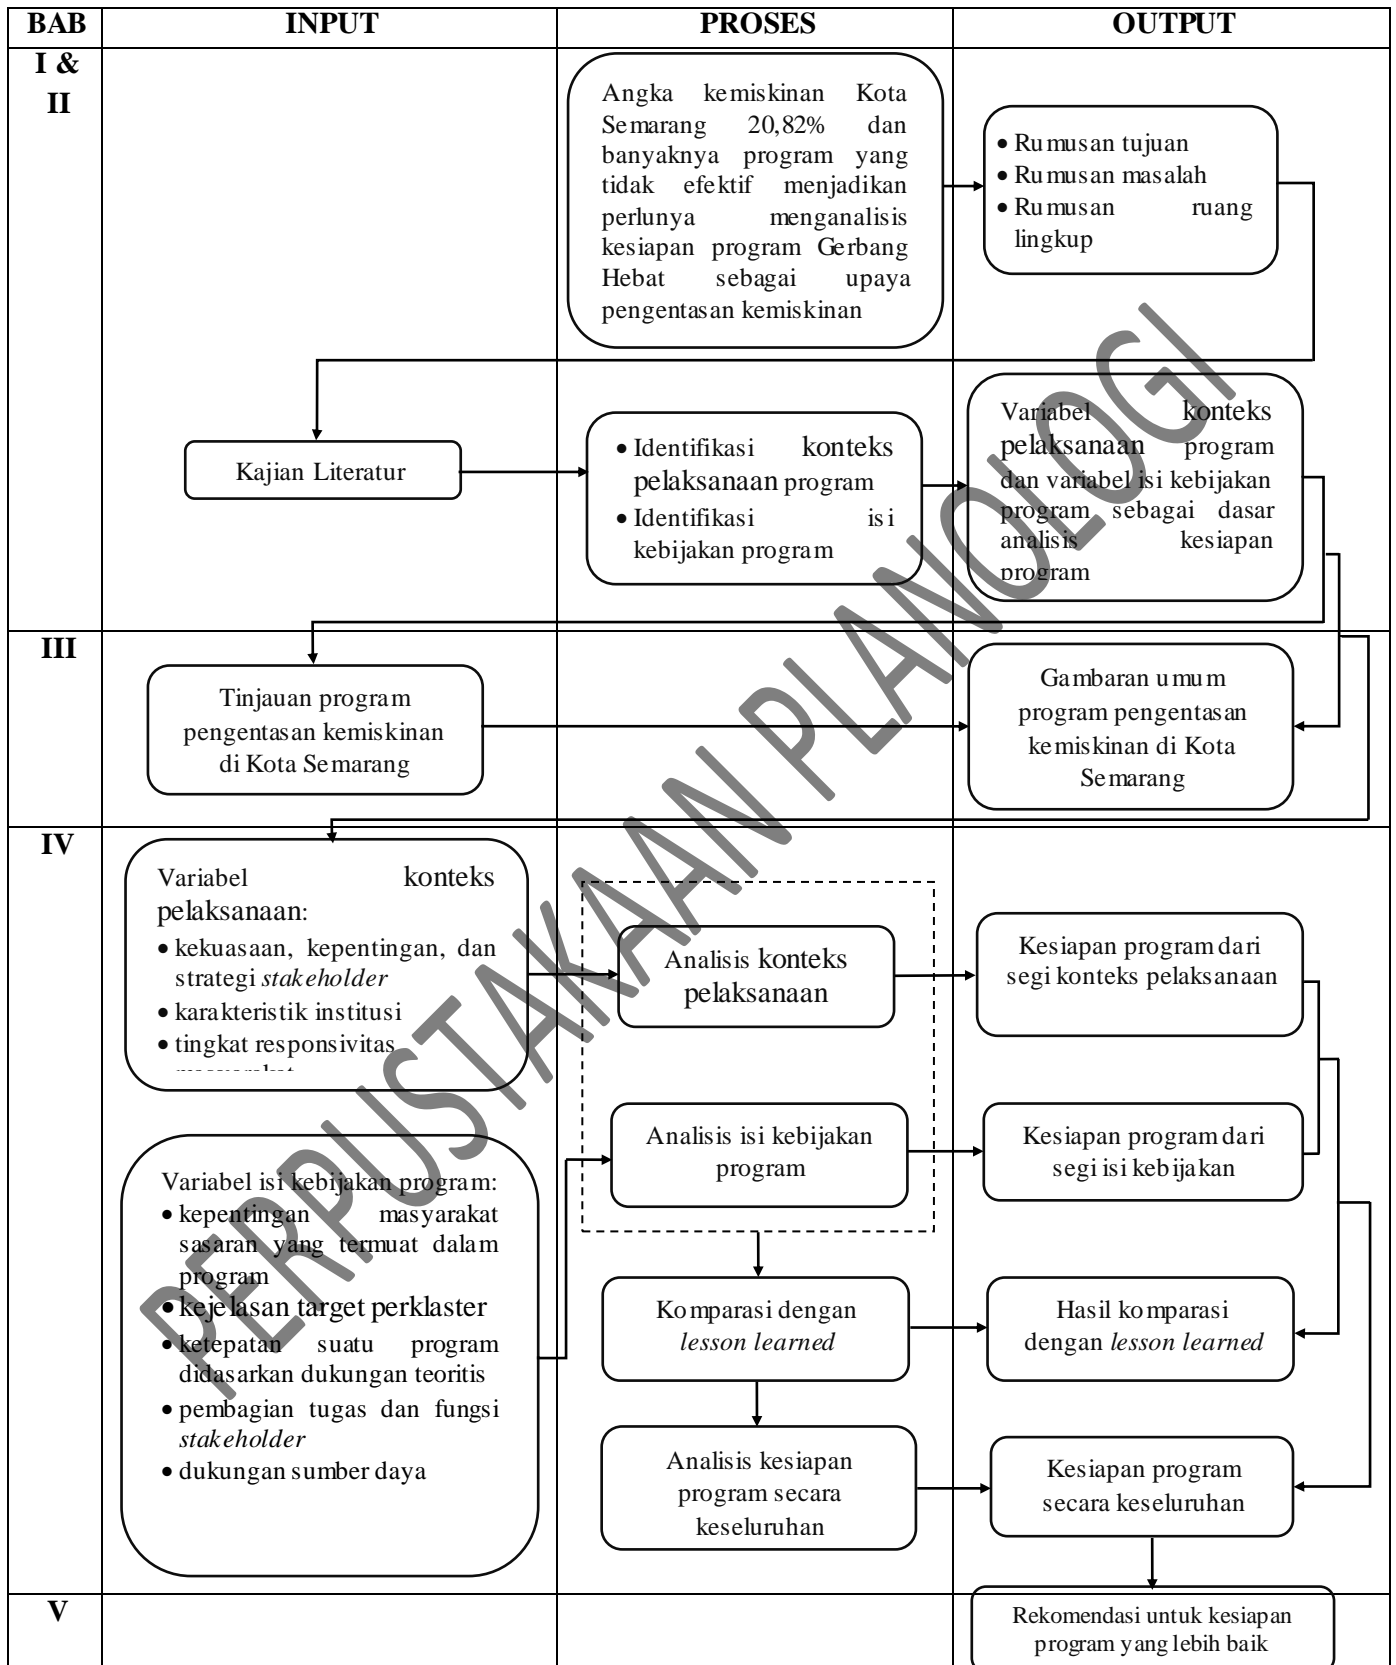 BAB INPUT PROSES OUTPUT
I &
II
Angka kemiskinan Kota
Semarang 20,82% dan
banyaknya program yang
tidak efektif menjadikan
perlunya menganalisis
kesiapan program Gerbang
Hebat sebagai upaya
pengentasan kemiskinan
• Rumusan tujuan
• Rumusan masalah
• Rumusan ruang
lingkup
Kajian Literatur
• Identifikasi konteks
pelaksanaan program
• Identifikasi isi
kebijakan program
Variabel konteks
pelaksanaan program
dan variabel isi kebijakan
program sebagai dasar
analisis kesiapan
program
III
Tinjauan program
pengentasan kemiskinan
di Kota Semarang
Gambaran umum
program pengentasan
kemiskinan di Kota
Semarang
IV
Variabel konteks
pelaksanaan:
• kekuasaan, kepentingan, dan
strategi stakeholder
• karakteristik institusi
• tingkat responsivitas
Analisis konteks
pelaksanaan
Kesiapan program dari
segi konteks pelaksanaan
Variabel isi kebijakan program:
• kepentingan masyarakat
sasaran yang termuat dalam
program
• kejelasan target perklaster
• ketepatan suatu program
didasarkan dukungan teoritis
• pembagian tugas dan fungsi
stakeholder
• dukungan sumber daya
Analisis isi kebijakan
program
Kesiapan program dari
segi isi kebijakan
Komparasi dengan
lesson learned
Hasil komparasi
dengan lesson learned
Analisis kesiapan
program secara
keseluruhan
Kesiapan program
secara keseluruhan
V
Rekomendasi untuk kesiapan
program yang lebih baik
PERPUSTAKAAN PLANOLOGI